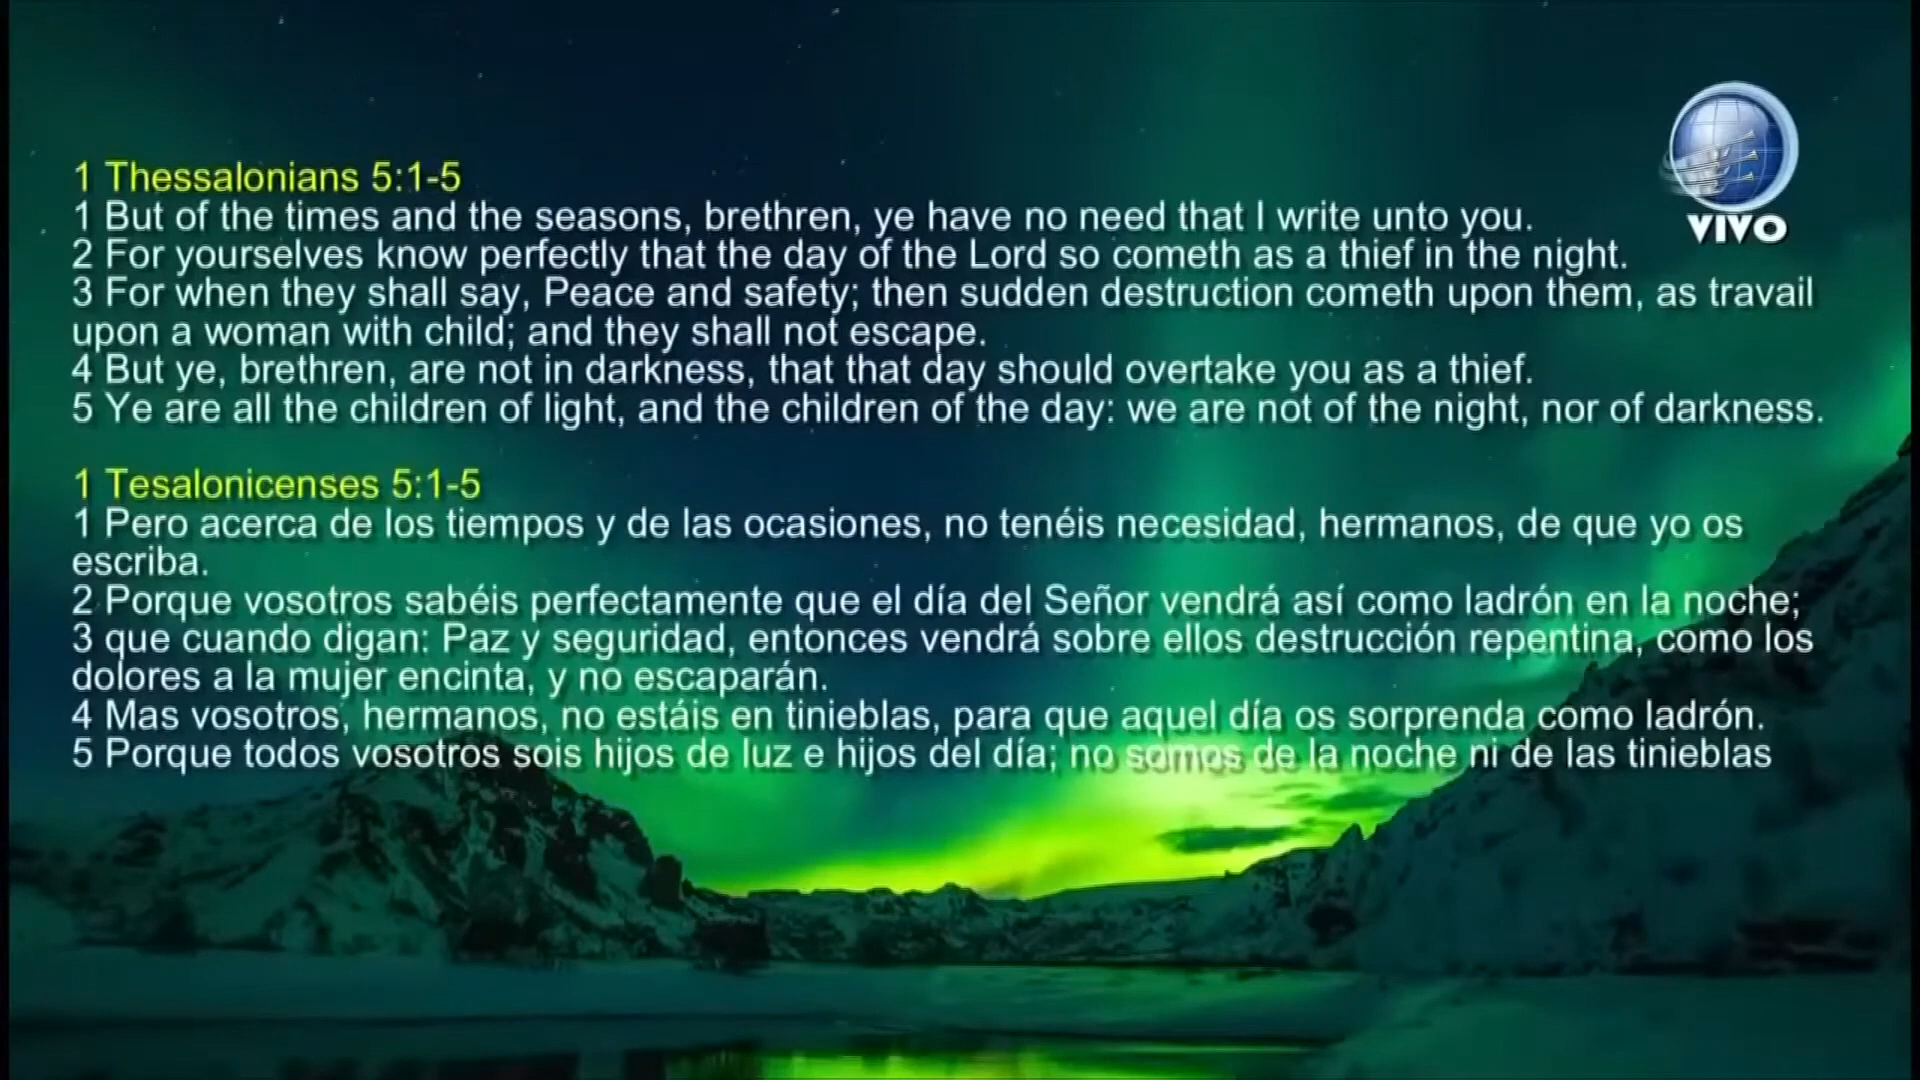 1 Thessalonians 5:1-5
1 But of the times and the seasons, brethren, ye have no need that I write unto you.
2 For yourselves know perfectly that the day of the Lord so cometh as a thief in the night.
3 For when they shall say, Peace and safety; then sudden destruction cometh upon them, as travail
upon a woman with child; and they shall not escape.
4 But ye, brethren, are not in darkness, that that day should overtake you as a thief.
5 Ye are all the children of light, and the children of the day: we are not of the night, nor of darkness.
VIVO
1 Tesalonicenses 5:1-5
1 Pero acerca de los tiempos y de las ocasiones, no tenéis necesidad, hermanos, de que yo os
escriba.
2 Porque vosotros sabéis perfectamente que el día del Señor vendrá así como ladrón en la noche;
3 que cuando digan: Paz y seguridad, entonces vendrá sobre ellos destrucción repentina, como los
dolores a la mujer encinta, y no escaparán.
4 Mas vosotros, hermanos, no estáis en tinieblas, para que aquel día os sorprenda como ladrón.
5 Porque todos vosotros sois hijos de luz e hijos del día; no somos de la noche ni de las tinieblas